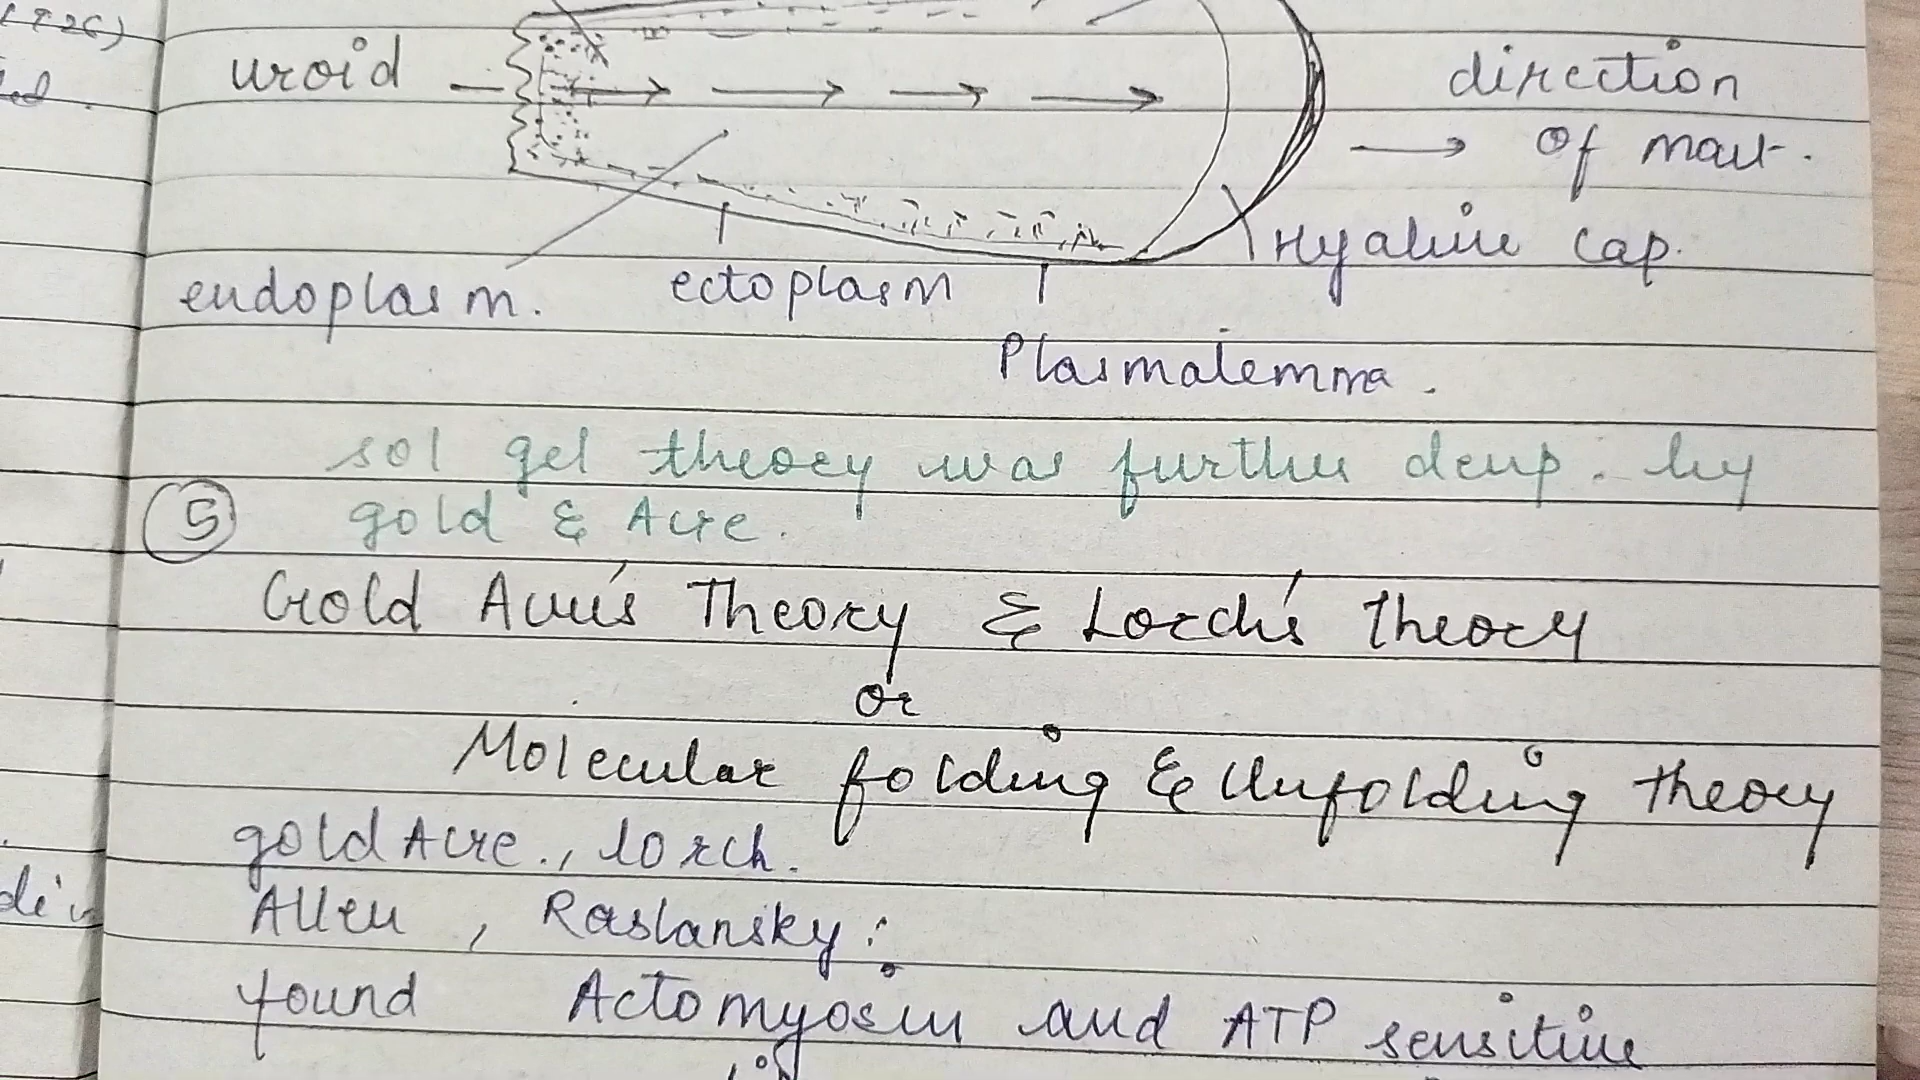 uroid
direction
→ of mout.
Hyaline cap.
endoplasm.
ectoplasm
Plasmalemma.
sol gel theory was further deup. by
⑤ gold & Acre.
Gold Acre's Theory & Lorch's theory
or
Molecular folding & Unfolding theory
gold Acre., lorch.
Allen, Raslansky:
found Actomyosin and ATP sensitive